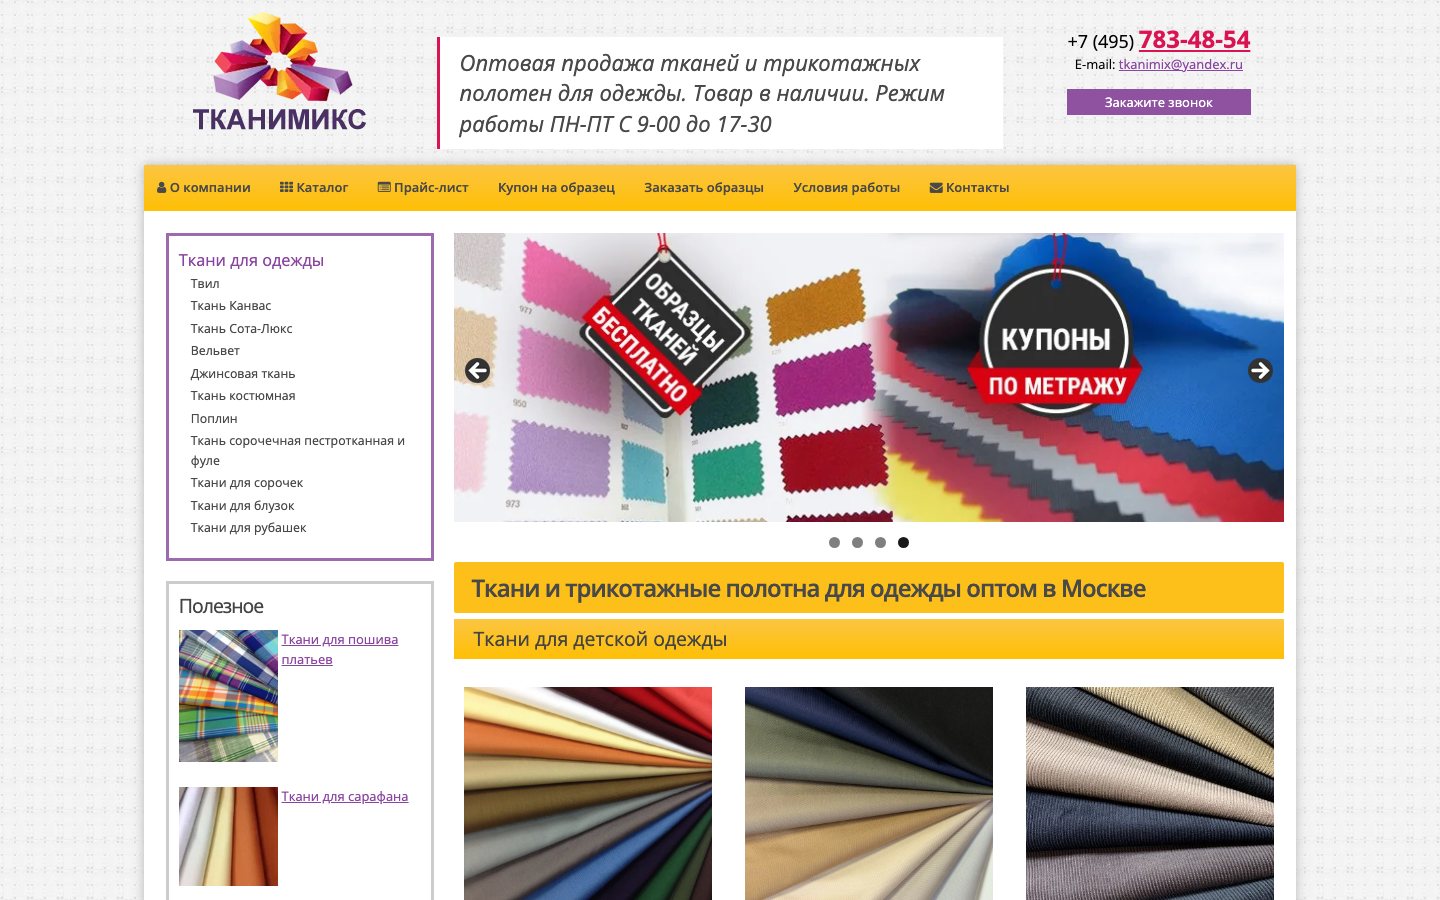 ТКАНИМИКС
Оптовая продажа тканей и трикотажных
полотен для одежды. Товар в наличии. Режим
работы ПН-ПТ С 9-00 до 17-30
+7 (495) 783-48-54
E-mail: tkanimix@yandex.ru
Закажите звонок
О компании
Каталог
Прайс-лист
Купон на образец
Заказать образцы
Условия работы
Контакты
Ткани для одежды
Твил
Ткань Канвас
Ткань Сота-Люкс
Вельвет
Джинсовая ткань
Ткань костюмная
Поплин
Ткань сорочечная пестротканная и
фуле
Ткани для сорочек
Ткани для блузок
Ткани для рубашек
Полезное
Ткани для пошива
платьев
Ткани для сарафана
ОБРАЗЦЫ
ТКАНЕЙ
БЕСПЛАТНО
977
950
973
КУПОНЫ
ПО МЕТРАЖУ
Ткани и трикотажные полотна для одежды оптом в Москве
Ткани для детской одежды